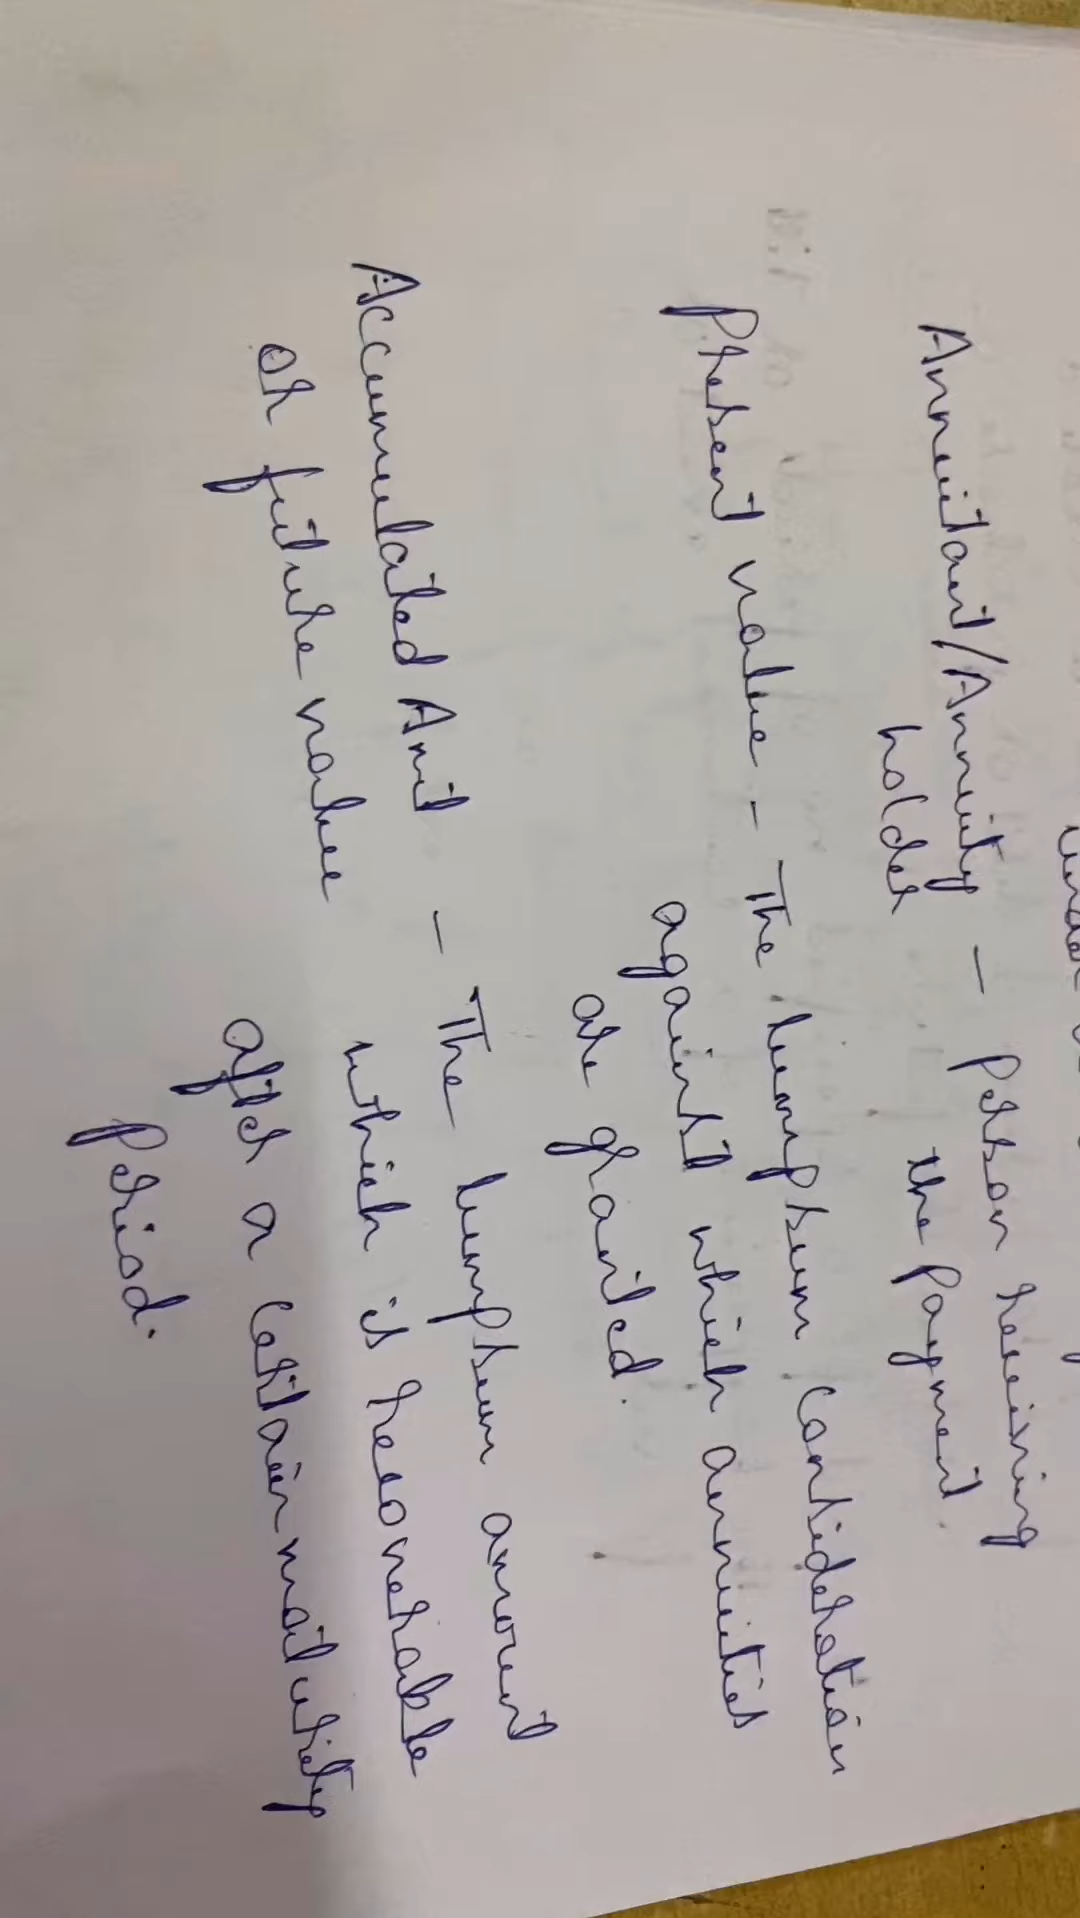 under
Annuitant/Annuity - Person receiving
holder the Payment.
Present value - The lumpsum consideration
against which annuities
are granted.
Accumulated Amt - The lumpsum amount
or future value which is recoverable
after a certain maturity
Period.